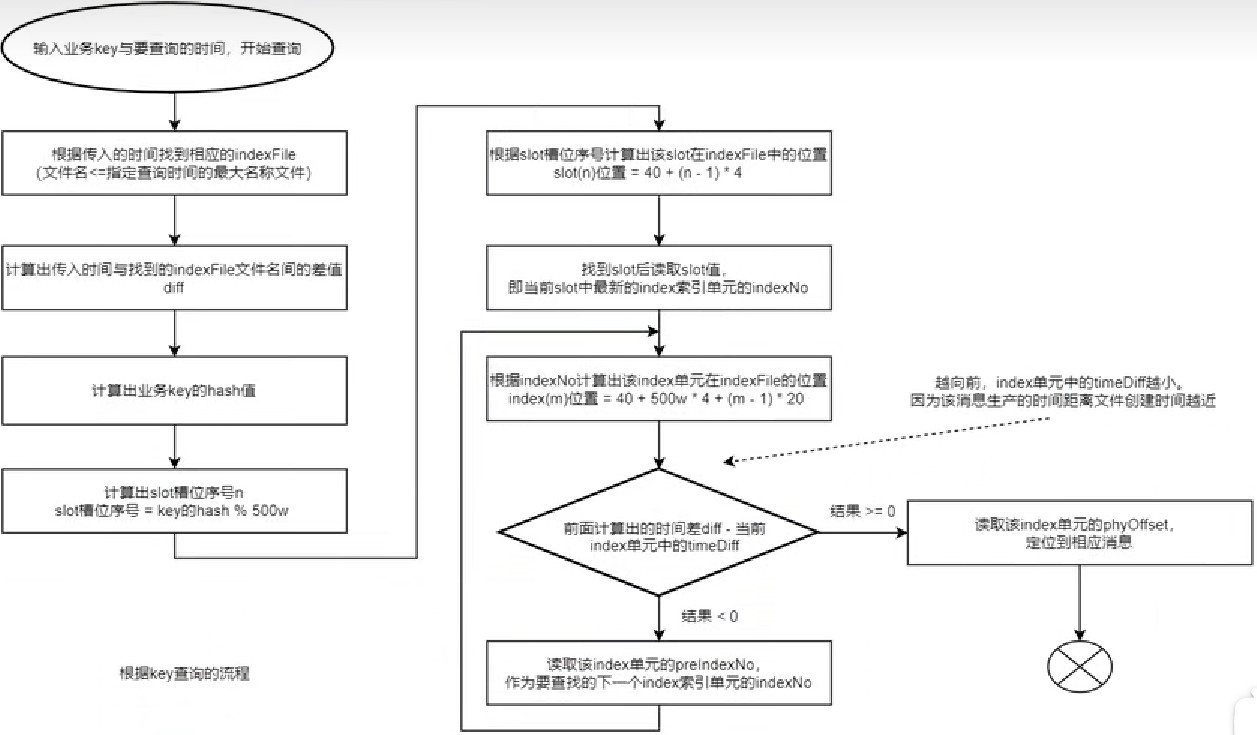 输入业务key与要查询的时间，开始查询
根据传入的时间找到相应的indexFile
(文件名<=指定查询时间的最大名称文件)
计算出传入时间与找到的indexFile文件名间的差值
diff
计算出业务key的hash值
计算出slot槽位序号n
slot槽位序号 = key的hash % 500w
根据slot槽位序号计算出该slot在indexFile中的位置
slot(n)位置 = 40 + (n - 1) * 4
找到slot后读取slot值，
即当前slot中最新的index索引单元的indexNo
根据indexNo计算出该index单元在indexFile的位置
index(m)位置 = 40 + 500w * 4 + (m - 1) * 20
越向前，index单元中的timeDiff越小。
因为该消息生产的时间距离文件创建时间越近
前面计算出的时间差diff - 当前
index单元中的timeDiff
结果 >= 0
读取该index单元的phyOffset，
定位到相应消息
结果 < 0
读取该index单元的preIndexNo，
作为要查找的下一个index索引单元的indexNo
根据key查询的流程